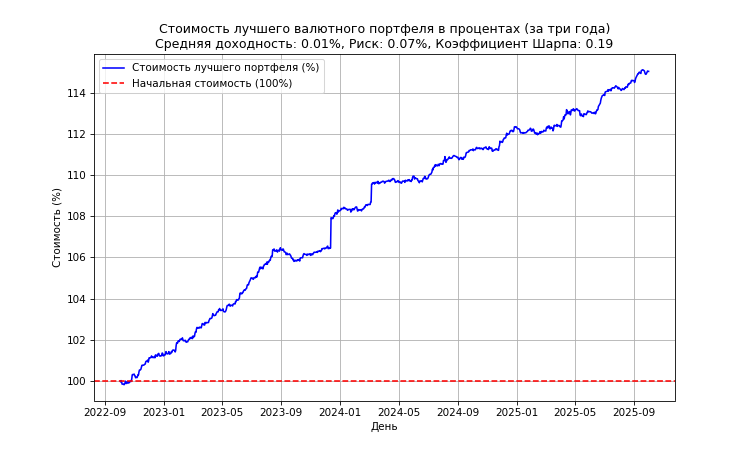 Стоимость лучшего валютного портфеля в процентах (за три года)
Средняя доходность: 0.01%, Риск: 0.07%, Коэффициент Шарпа: 0.19
Стоимость лучшего портфеля (%)
Начальная стоимость (100%)
Стоимость (%)
114
112
110
108
106
104
102
100
2022-09 2023-01 2023-05 2023-09 2024-01 2024-05 2024-09 2025-01 2025-05 2025-09
День